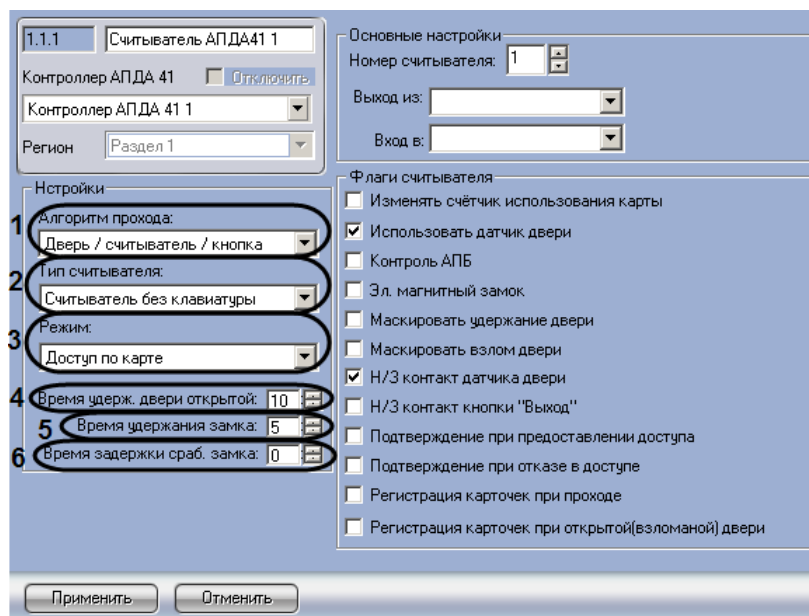 1.1.1 Считыватель АПДА41 1
Контроллер АПДА 41 Отключить
Контроллер АПДА 41 1
Регион Раздел 1
Основные настройки
Номер считывателя: 1
Выход из:
Вход в:
Нстройки
1 Алгоритм прохода:
Дверь / считыватель / кнопка
2 Тип считывателя:
Считыватель без клавиатуры
3 Режим:
Доступ по карте
4 Время удерж. двери открытой: 10
5 Время удержания замка: 5
6 Время задержки сраб. замка: 0
Флаги считывателя
Изменять счётчик использования карты
Использовать датчик двери
Контроль АПБ
Эл. магнитный замок
Маскировать удержание двери
Маскировать взлом двери
Н/З контакт датчика двери
Н/З контакт кнопки "Выход"
Подтверждение при предоставлении доступа
Подтверждение при отказе в доступе
Регистрация карточек при проходе
Регистрация карточек при открытой(взломаной) двери
Применить Отменить